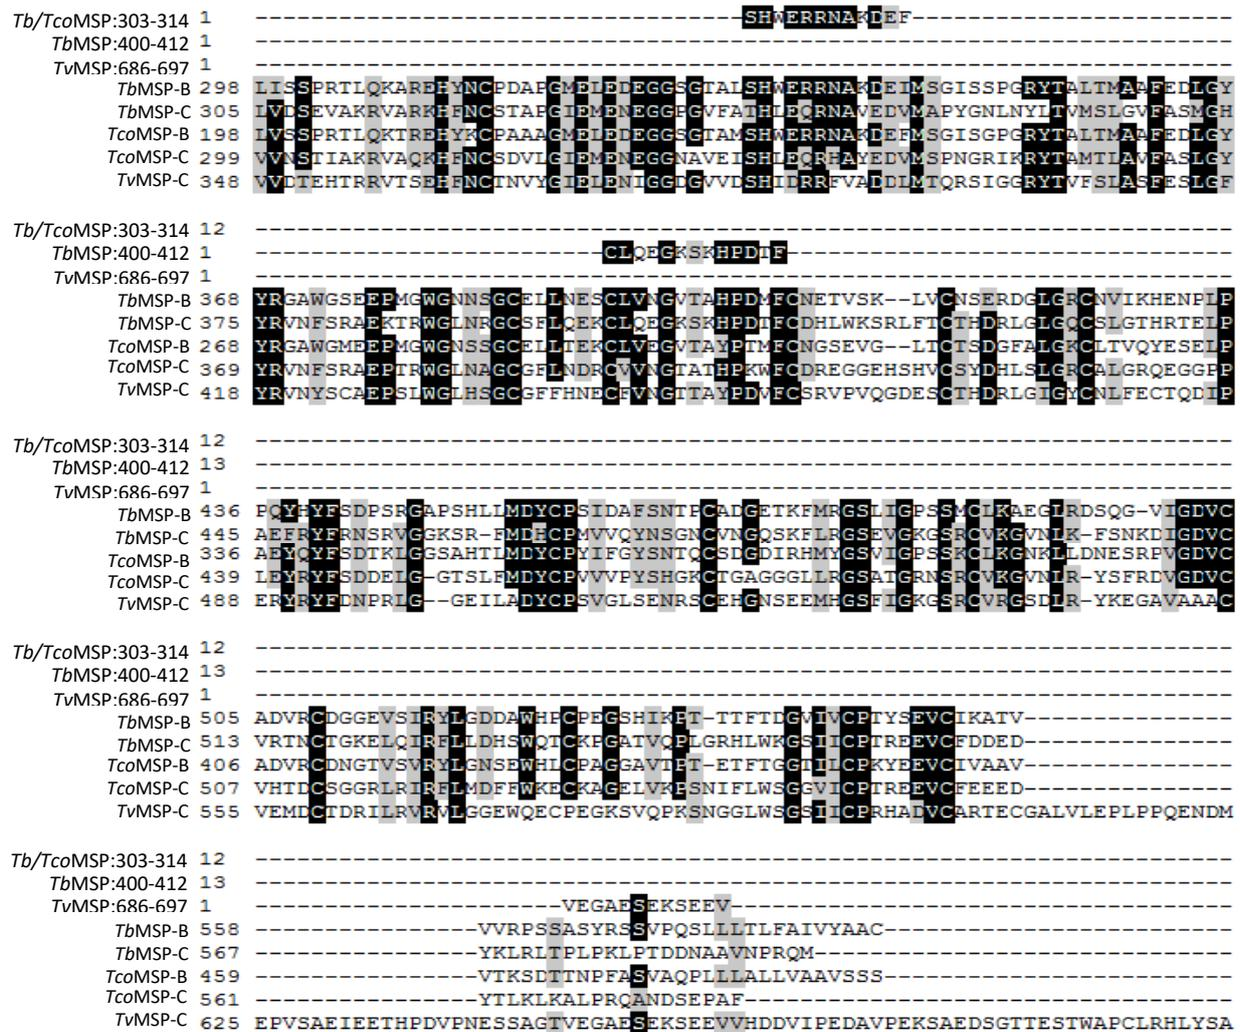 Tb/TcoMSP:303-314 1 -----------------------------------SHWERRNAKDEF-----------------------
TbMSP:400-412 1 ----------------------------------------------------------------------
TvMSP:686-697 1 ----------------------------------------------------------------------
TbMSP-B 298 LISSPRTLQKAREHYNCPDAPGMELEDEGGSGTALSHWERRNAKDEIMSGISSPGRYTALTMAAFEDLGY
TbMSP-C 305 LVDSEVAKRVARKHFNCSTAPGIEMENEGGPGVFATHLEQRNAVEDVMAPYGNLNYLTVMSLGVFASMGH
TcoMSP-B 198 LVSSPRTLQKTREHYKCPAAAGMELEDEGGSGTAMSHWERRNAKDEFMSGISGPGRYTALTMAAFEDLGY
TcoMSP-C 299 VVNSTIAKRVAQKHFNCSDVLGIEMENEGGNAVEISHLEQRHAYEDVMSPNGRIKRYTAMTLAVFASLGY
TvMSP-C 348 VVDTEHTRRVTSEHFNCTNVYGIELENIGGDGVVDSHIDRRFVADDLMTQRSIGGRYTVFSLASFESLGF
Tb/TcoMSP:303-314 12 ----------------------------------------------------------------------
TbMSP:400-412 1 -------------------------CLQEGKSKHPDTF--------------------------------
TvMSP:686-697 1 ----------------------------------------------------------------------
TbMSP-B 368 YRGAWGSEEPMGWGNNSGCELLNESCLVNGVTAHPDMFCNETVSK--LVCNSERDGLGRCNVIKHENPLP
TbMSP-C 375 YRVNFSRAEKTRWGLNRGCSFLQEKCLQEGKSKHPDTFCDHLWKSRLFTCTHDRLGLGQCSLGTHRTELP
TcoMSP-B 268 YRGAWGMEEPMGWGNSSGCELLTEKCLVEGVTAYPTMFCNGSEVG--LTCTSDGFALGKCLTVQYESELP
TcoMSP-C 369 YRVNFSRAEPTRWGLNAGCGFLNDRCVVNGTATHPKWFCDREGGEHSHVCSYDHLSLGRCALGRQEGGPP
TvMSP-C 418 YRVNYSCAEPSLWGLHSGCGFFHNECFVNGTTAYPDVFCSRVPVQGDESCTHDRLGIGYCNLFECTQDIP
Tb/TcoMSP:303-314 12 ----------------------------------------------------------------------
TbMSP:400-412 13 ----------------------------------------------------------------------
TvMSP:686-697 1 ----------------------------------------------------------------------
TbMSP-B 436 PQYHYFSDPSRGAPSHLLMDYCPSIDAFSNTPCADGETKFMRGSLIGPSSMCLKAEGLRDSQG-VIGDVC
TbMSP-C 445 AEFRYFRNSRVGGKSR-FMDHCPMVVQYNSGNCVNGQSKFLRGSEVGKGSRCVKGVNLK-FSNKDIGDVC
TcoMSP-B 336 AEYQYFSDTKLGGSAHTLMDYCPYIFGYSNTQCSDGDIRHMYGSVIGPSSKCLKGNKLLDNESRPVGDVC
TcoMSP-C 439 LEYRYFSDDELG-GTSLFMDYCPVVVPYSHGKCTGAGGGLLRGSATGRNSRCVKGVNLR-YSFRDVGDVC
TvMSP-C 488 ERYRYFDNPRLG--GEILADYCPSVGLSENRSCEHGNSEEMHGSFIGKGSRCVRGSDLR-YKEGAVAAAC
Tb/TcoMSP:303-314 12 ----------------------------------------------------------------------
TbMSP:400-412 13 ----------------------------------------------------------------------
TvMSP:686-697 1 ----------------------------------------------------------------------
TbMSP-B 505 ADVRCDGGEVSIRYLGDDAWHPCPEGSHIKPT-TTFTDGVIVCPTYSEVCIKATV---------------
TbMSP-C 513 VRTNCTGKELQIRFLLDHSWQTCKPGATVQPLGRHLWKGSIICPTREEVCFDDED---------------
TcoMSP-B 406 ADVRCDNGTVSVRYLGNSEWHLCPAGGAVTPT-ETFTGGTILCPKYEEVCIVAAV---------------
TcoMSP-C 507 VHTDCSGGRLRIRFLMDFFWKECKAGELVKPSNIFLWSGGVICPTREEVCFEEED---------------
TvMSP-C 555 VEMDCTDRILRVRVLGGEWQECPEGKSVQPKSNGGLWSGSIICPRHADVCARTECGALVLEPLPPQENDM
Tb/TcoMSP:303-314 12 ----------------------------------------------------------------------
TbMSP:400-412 13 ----------------------------------------------------------------------
TvMSP:686-697 1 ----------------------VEGAESEKSEEV------------------------------------
TbMSP-B 558 ----------------VVRPSSASYRSSVPQSLLLTLFAIVYAAC-------------------------
TbMSP-C 567 ----------------YKLRLTPLPKLPTDDNAAVNPRQM------------------------------
TcoMSP-B 459 ----------------VTKSDTTNPFASVAQPLLLALLVAAVSSS-------------------------
TcoMSP-C 561 ----------------YTLKLKALPRQANDSEPAF-----------------------------------
TvMSP-C 625 EPVSAEIEETHPDVPNESSAGTVEGAESEKSEEVVHDDVIPEDAVPEKSAEDSGTTESTWAPCLRHLYSA